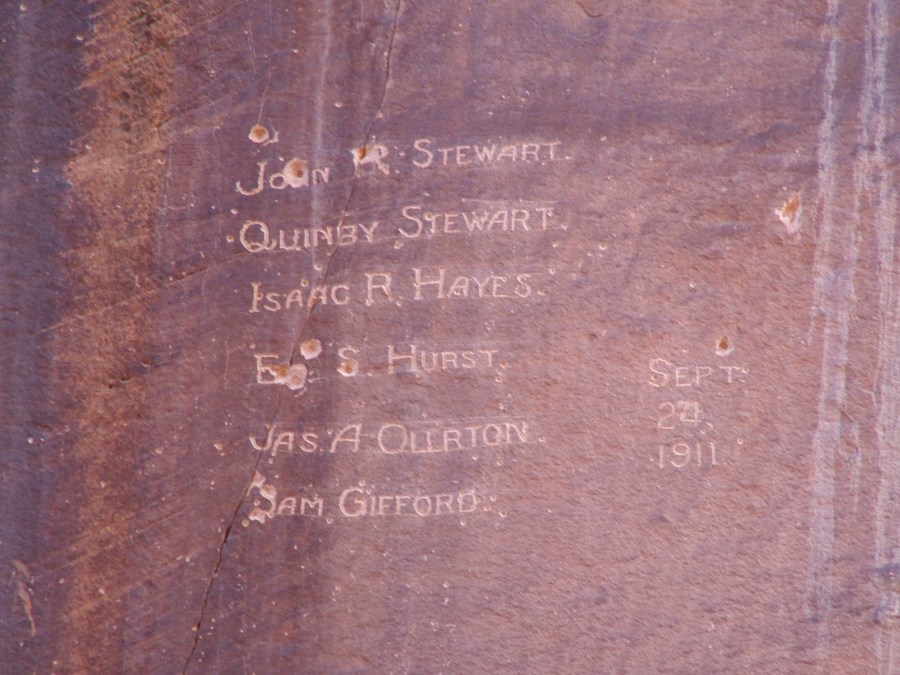 John R. Stewart.
Quinby Stewart.
Isaac R. Hayes.
S. Hurst.
Jas. A Ollrton.
Sam Gifford.
Sept.
24,
1911